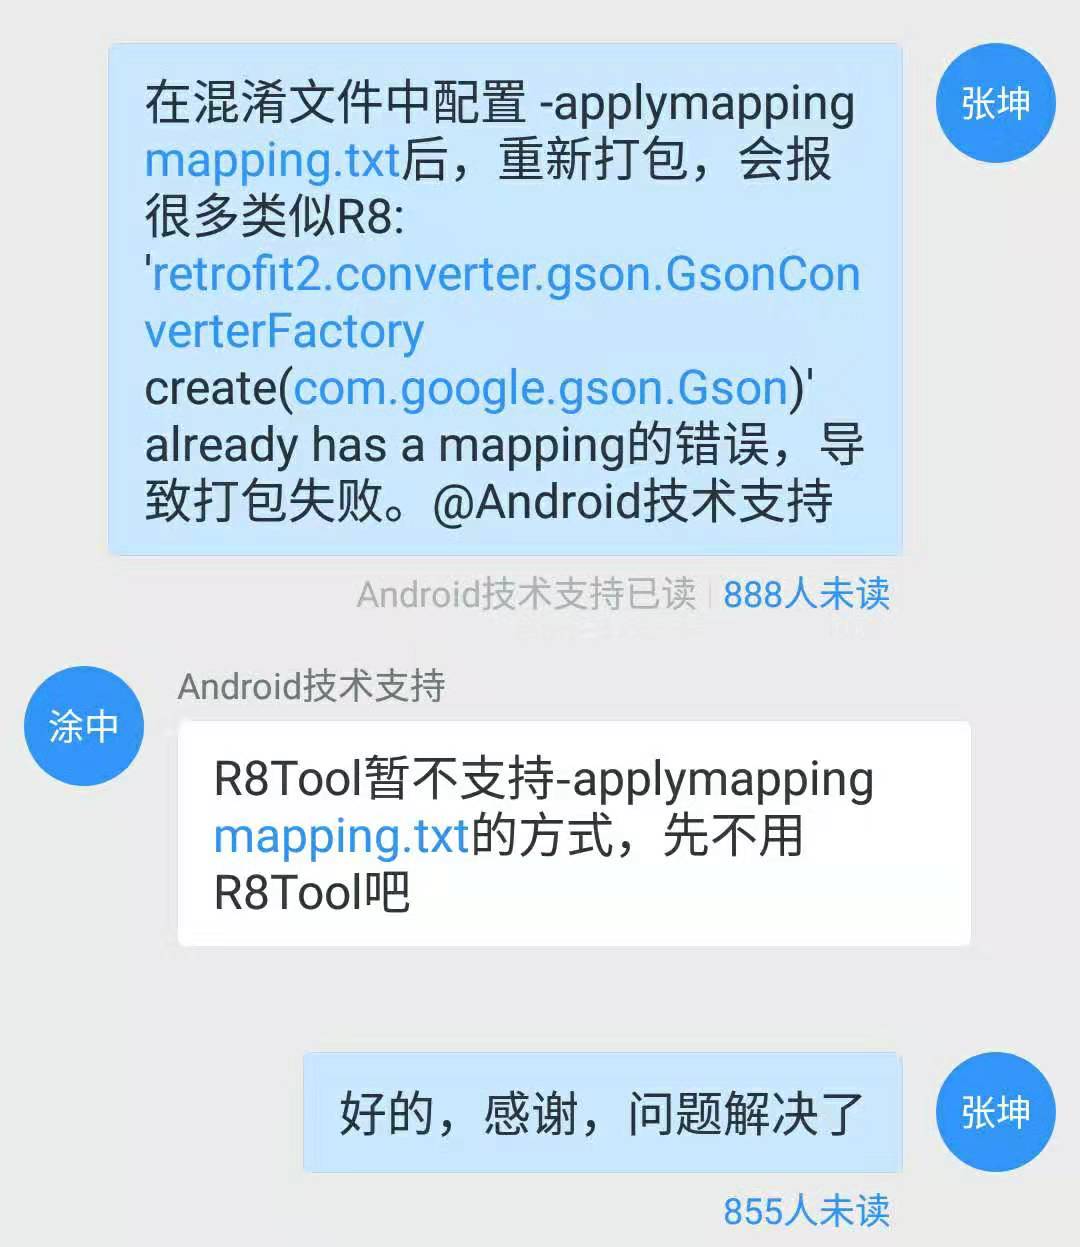 在混淆文件中配置 -applymapping
张坤
mapping.txt后，重新打包，会报
很多类似R8:
'retrofit2.converter.gson.GsonCon
verterFactory
create(com.google.gson.Gson)'
already has a mapping的错误，导
致打包失败。@Android技术支持
Android技术支持已读 888人未读
Android技术支持
涂中
R8Tool暂不支持-applymapping
mapping.txt的方式，先不用
R8Tool吧
好的，感谢，问题解决了
张坤
855人未读